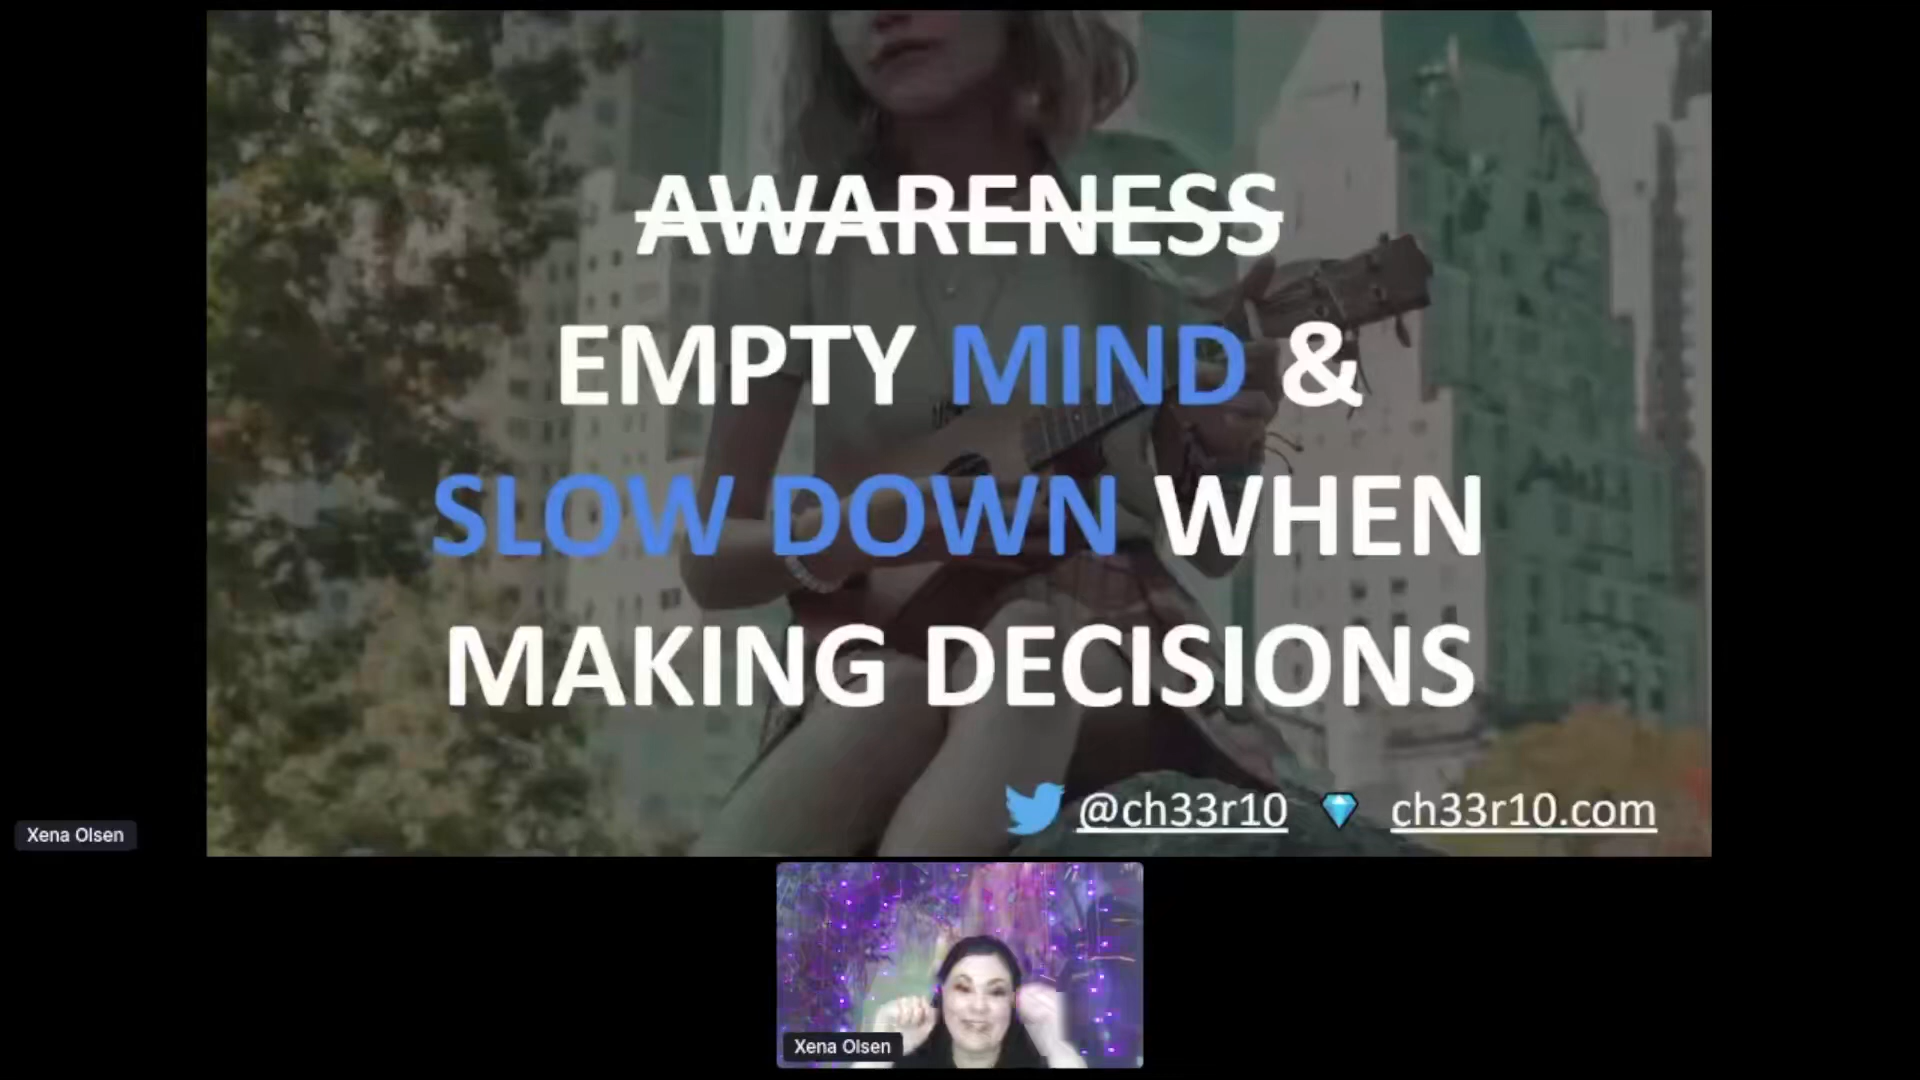 AWARENESS
EMPTY MIND &
SLOW DOWN WHEN
MAKING DECISIONS
@ch33r10 ch33r10.com
Xena Olsen
Xena Olsen